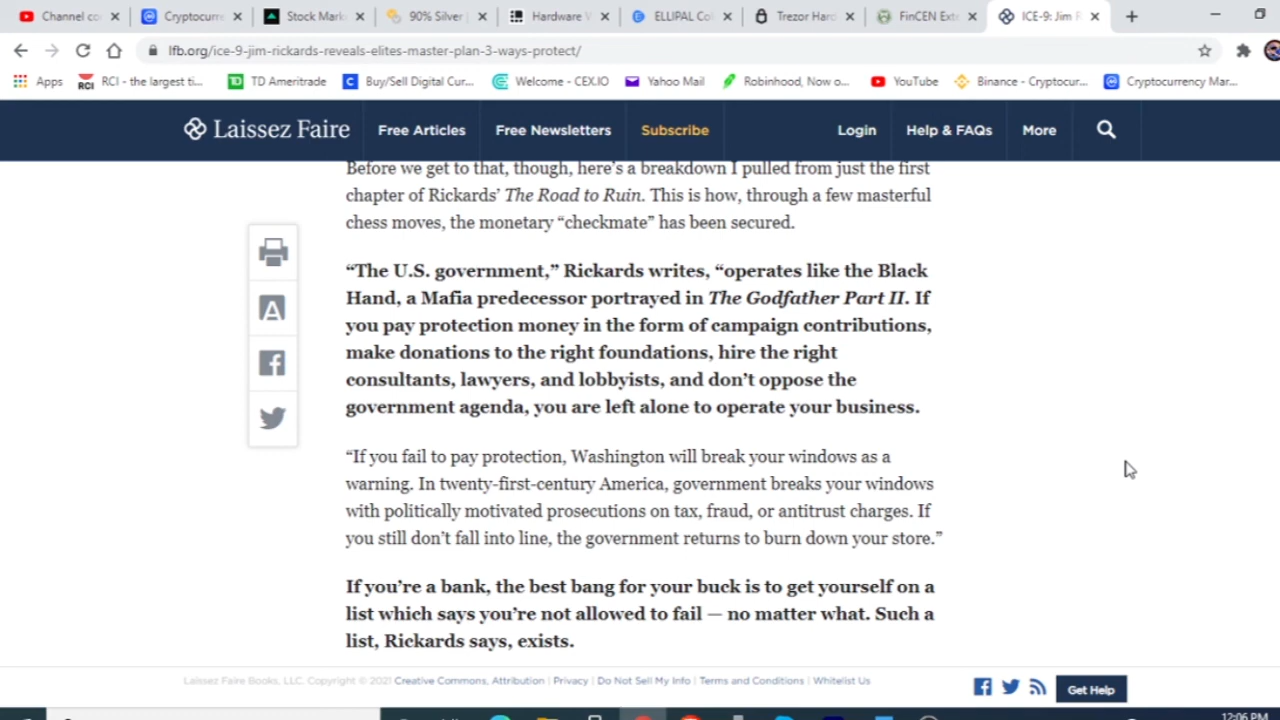 Channel co
Cryptocurr
Stock Mark
90% Silver
Hardware
ELLIPAL Co
Trezor Har
FinCEN Ext
ICE-9: Jim
lfb.org/ice-9-jim-rickards-reveals-elites-master-plan-3-ways-protect/
Apps
RCI - the largest ti...
TD Ameritrade
Buy/Sell Digital Cur...
Welcome - CEX.IO
Yahoo Mail
Robinhood, Now o...
YouTube
Binance - Cryptocur...
Cryptocurrency Mar...
Laissez Faire
Free Articles
Free Newsletters
Subscribe
Login
Help & FAQs
More
Before we get to that, though, here’s a breakdown I pulled from just the first
chapter of Rickards’ The Road to Ruin. This is how, through a few masterful
chess moves, the monetary “checkmate” has been secured.
“The U.S. government,” Rickards writes, “operates like the Black
Hand, a Mafia predecessor portrayed in The Godfather Part II. If
you pay protection money in the form of campaign contributions,
make donations to the right foundations, hire the right
consultants, lawyers, and lobbyists, and don’t oppose the
government agenda, you are left alone to operate your business.
“If you fail to pay protection, Washington will break your windows as a
warning. In twenty-first-century America, government breaks your windows
with politically motivated prosecutions on tax, fraud, or antitrust charges. If
you still don’t fall into line, the government returns to burn down your store.”
If you’re a bank, the best bang for your buck is to get yourself on a
list which says you’re not allowed to fail — no matter what. Such a
list, Rickards says, exists.
Laissez Faire Books, LLC. Copyright © 2021 Creative Commons, Attribution | Privacy | Do Not Sell My Info | Terms and Conditions | Whitelist Us
Get Help
12:06 PM